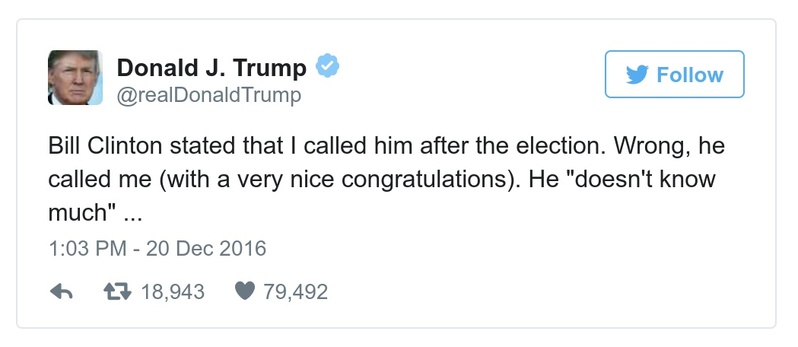 Donald J. Trump
@realDonaldTrump
Follow
Bill Clinton stated that I called him after the election. Wrong, he
called me (with a very nice congratulations). He "doesn't know
much" ...
1:03 PM - 20 Dec 2016
18,943 79,492